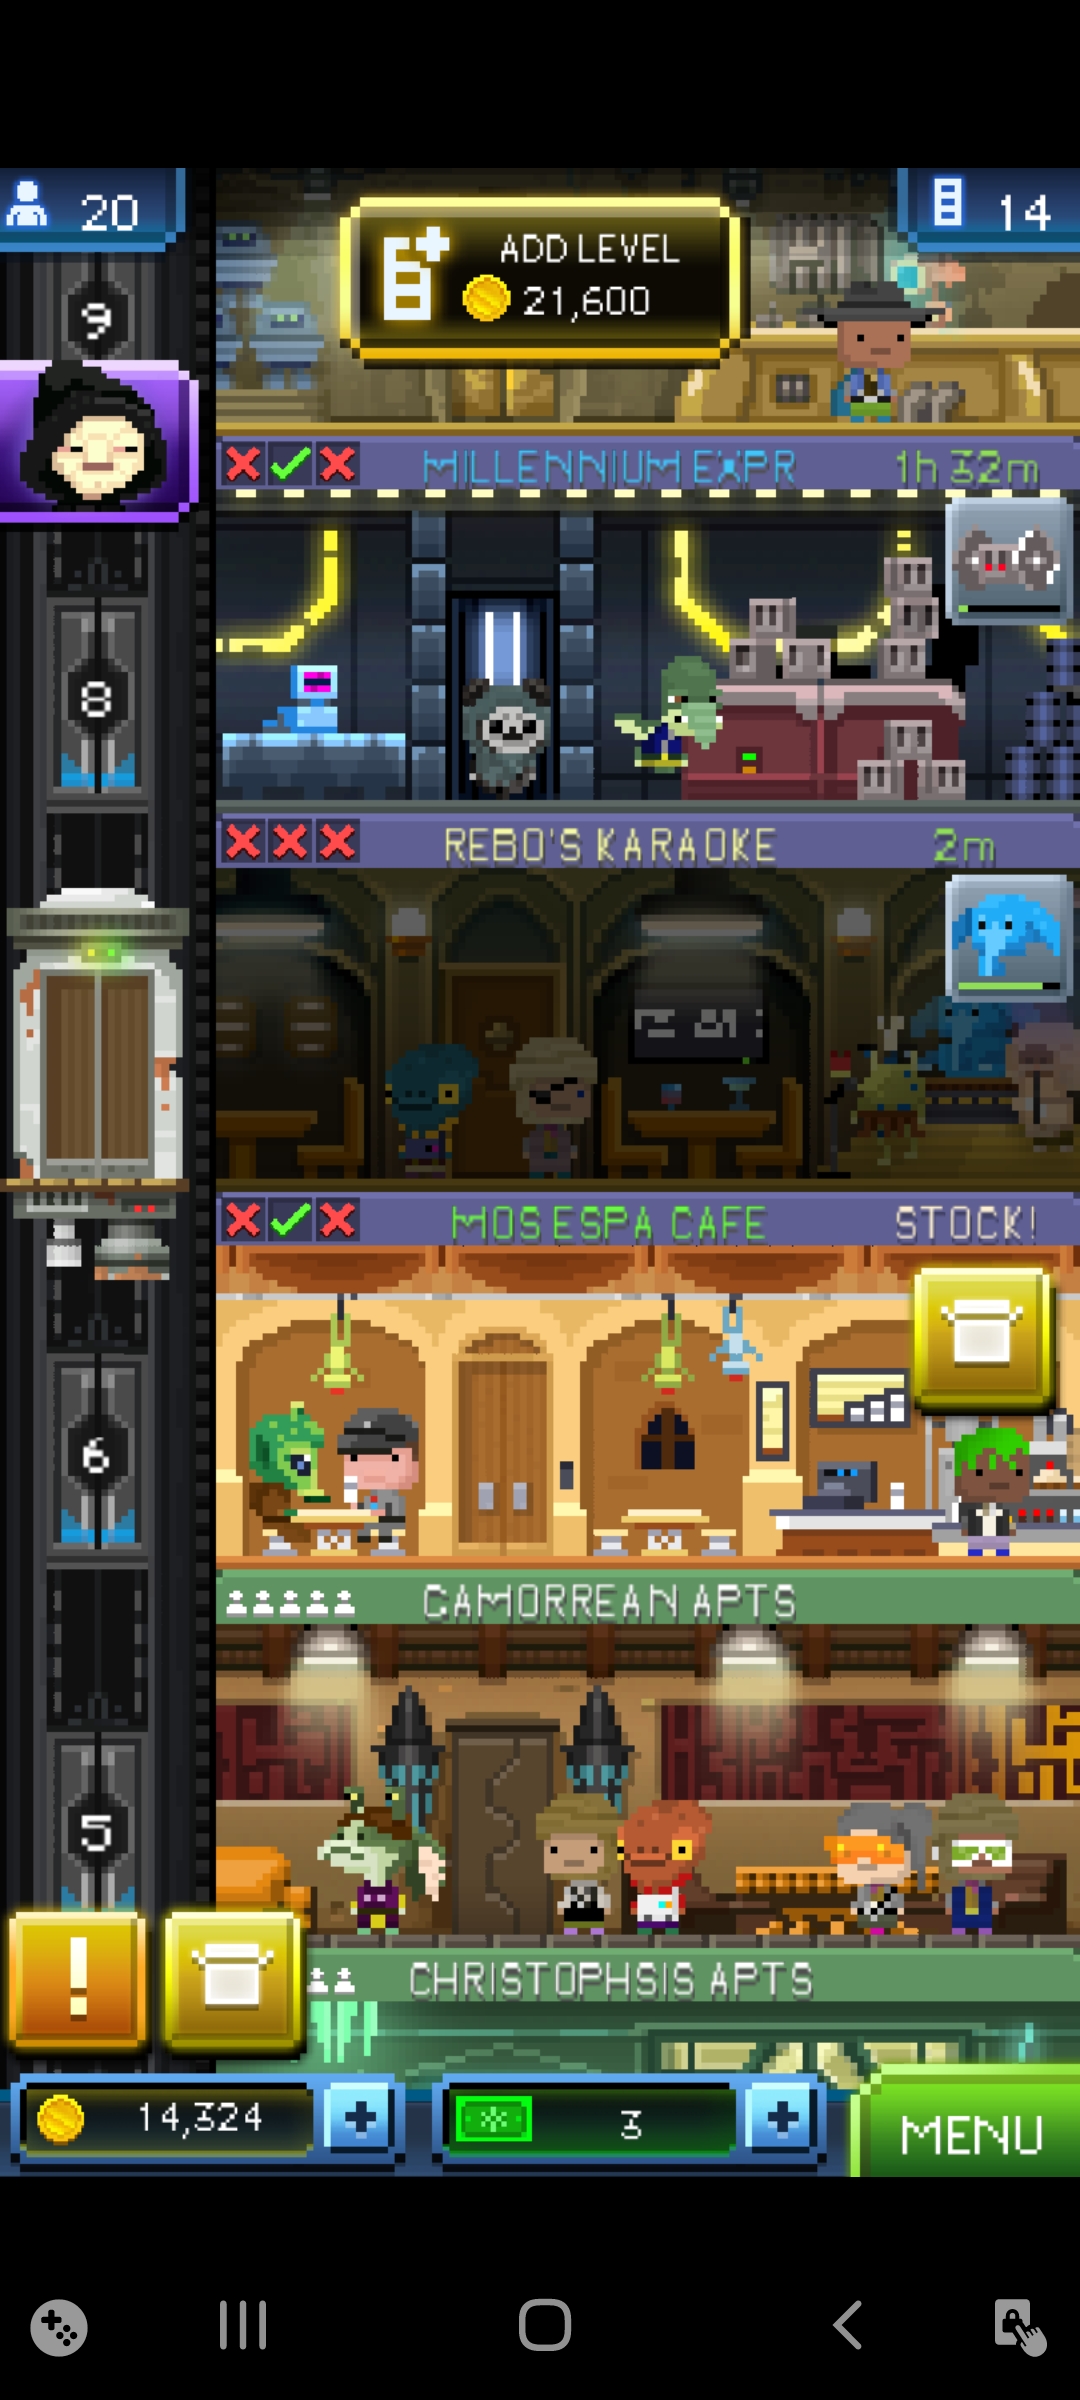 20
ADD LEVEL
21,600
14
9
MILLENNIUM EXPR
1h 32m
8
REBO'S KARAOKE
2m
MOS ESPA CAFE
STOCK!
6
CAMORREAN APTS
5
!
CHRISTOPHSIS APTS
14,324
+
3
+
MENU